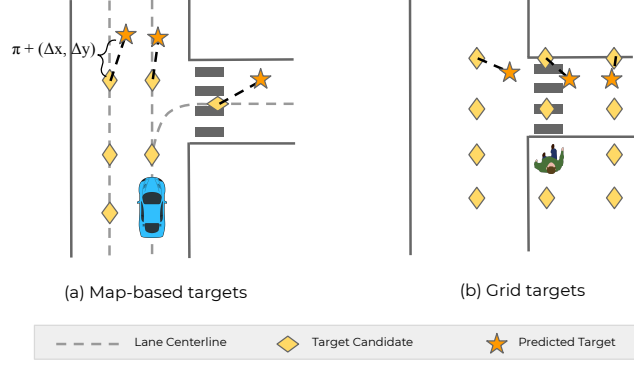 π + (Δx, Δy)
(a) Map-based targets
(b) Grid targets
Lane Centerline
Target Candidate
Predicted Target